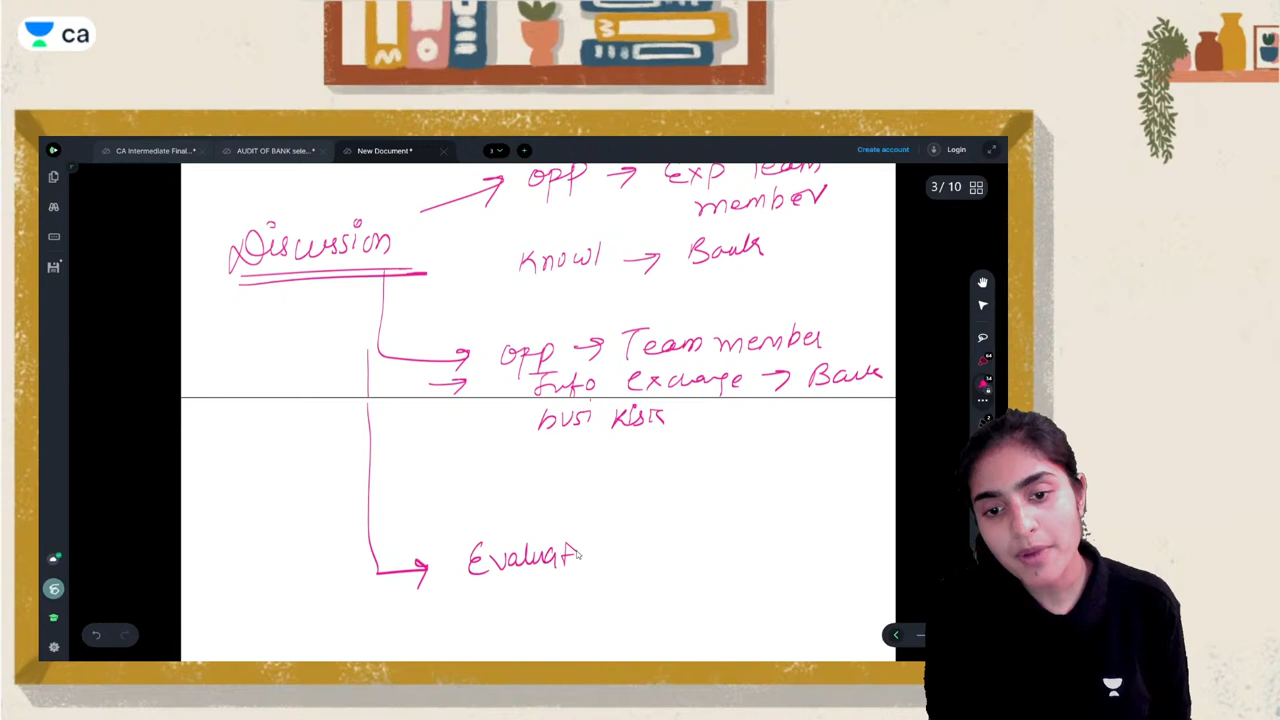 ca
CA Intermediate Final...*
AUDIT OF BANK sele...*
New Document*
3
Create account
Login
3/10
Opp → Exp Team
member
Discussion
Knowl → Bank
Opp → Team member
→ Info exchange → Bank
busi Risk
Evaluat